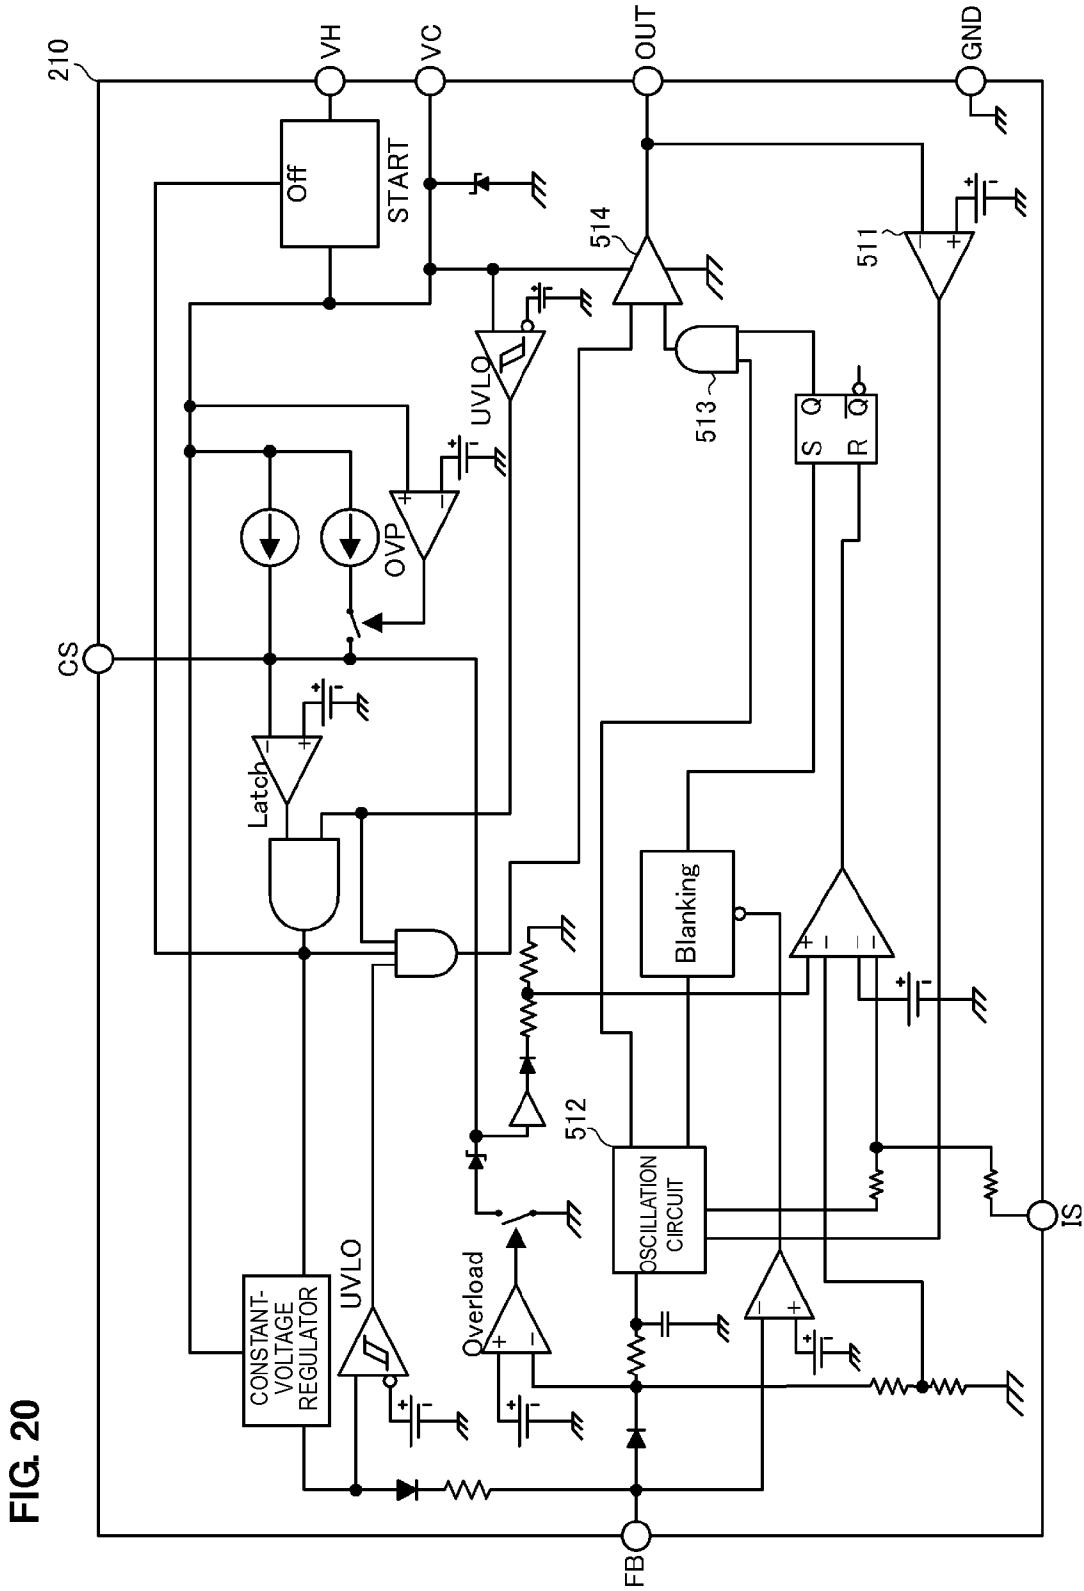 FIG. 20
210
VH
VC
OUT
GND
CS
FB
IS
Off
START
UVLO
OVP
Latch
514
513
511
S Q
R Q
Blanking
512
OSCILLATION
CIRCUIT
CONSTANT-
VOLTAGE
REGULATOR
UVLO
Overload